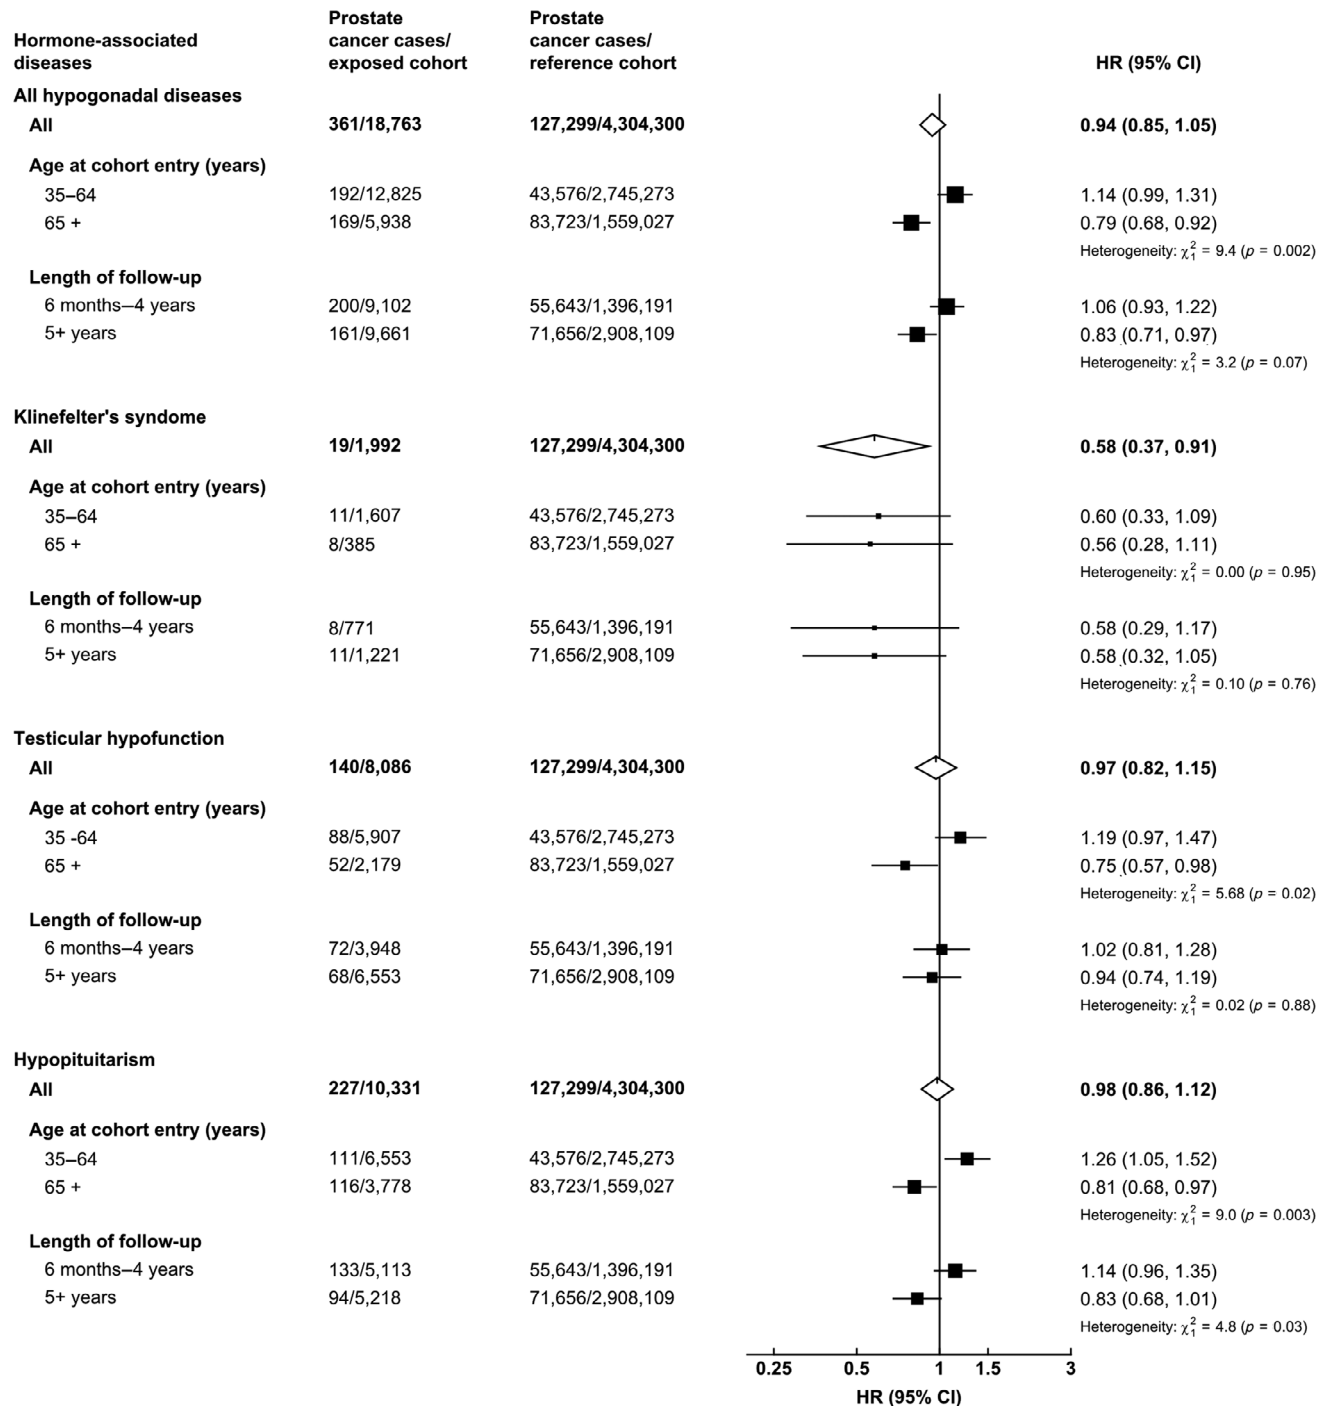 Hormone-associated diseases
Prostate cancer cases/ exposed cohort
Prostate cancer cases/ reference cohort
HR (95% CI)
All hypogonadal diseases
All 361/18,763 127,299/4,304,300 0.94 (0.85, 1.05)
Age at cohort entry (years)
35–64 192/12,825 43,576/2,745,273 1.14 (0.99, 1.31)
65 + 169/5,938 83,723/1,559,027 0.79 (0.68, 0.92)
Heterogeneity: χ²₁ = 9.4 (p = 0.002)
Length of follow-up
6 months–4 years 200/9,102 55,643/1,396,191 1.06 (0.93, 1.22)
5+ years 161/9,661 71,656/2,908,109 0.83 (0.71, 0.97)
Heterogeneity: χ²₁ = 3.2 (p = 0.07)
Klinefelter's syndome
All 19/1,992 127,299/4,304,300 0.58 (0.37, 0.91)
Age at cohort entry (years)
35–64 11/1,607 43,576/2,745,273 0.60 (0.33, 1.09)
65 + 8/385 83,723/1,559,027 0.56 (0.28, 1.11)
Heterogeneity: χ²₁ = 0.00 (p = 0.95)
Length of follow-up
6 months–4 years 8/771 55,643/1,396,191 0.58 (0.29, 1.17)
5+ years 11/1,221 71,656/2,908,109 0.58 (0.32, 1.05)
Heterogeneity: χ²₁ = 0.10 (p = 0.76)
Testicular hypofunction
All 140/8,086 127,299/4,304,300 0.97 (0.82, 1.15)
Age at cohort entry (years)
35 -64 88/5,907 43,576/2,745,273 1.19 (0.97, 1.47)
65 + 52/2,179 83,723/1,559,027 0.75 (0.57, 0.98)
Heterogeneity: χ²₁ = 5.68 (p = 0.02)
Length of follow-up
6 months–4 years 72/3,948 55,643/1,396,191 1.02 (0.81, 1.28)
5+ years 68/6,553 71,656/2,908,109 0.94 (0.74, 1.19)
Heterogeneity: χ²₁ = 0.02 (p = 0.88)
Hypopituitarism
All 227/10,331 127,299/4,304,300 0.98 (0.86, 1.12)
Age at cohort entry (years)
35–64 111/6,553 43,576/2,745,273 1.26 (1.05, 1.52)
65 + 116/3,778 83,723/1,559,027 0.81 (0.68, 0.97)
Heterogeneity: χ²₁ = 9.0 (p = 0.003)
Length of follow-up
6 months–4 years 133/5,113 55,643/1,396,191 1.14 (0.96, 1.35)
5+ years 94/5,218 71,656/2,908,109 0.83 (0.68, 1.01)
Heterogeneity: χ²₁ = 4.8 (p = 0.03)
0.25 0.5 1 1.5 3
HR (95% CI)